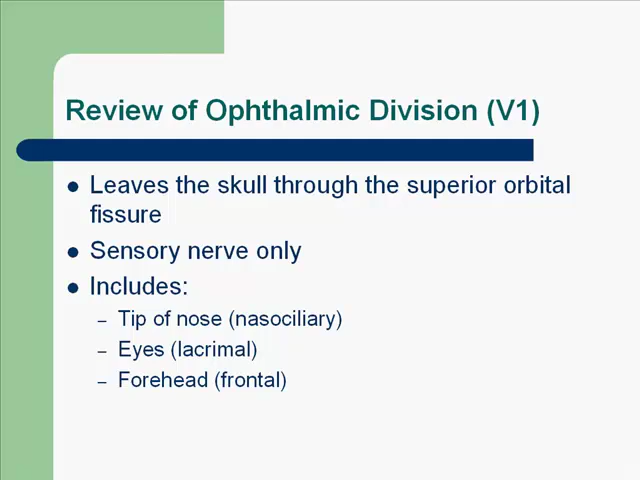 Review of Ophthalmic Division (V1)
● Leaves the skull through the superior orbital
fissure
● Sensory nerve only
● Includes:
– Tip of nose (nasociliary)
– Eyes (lacrimal)
– Forehead (frontal)